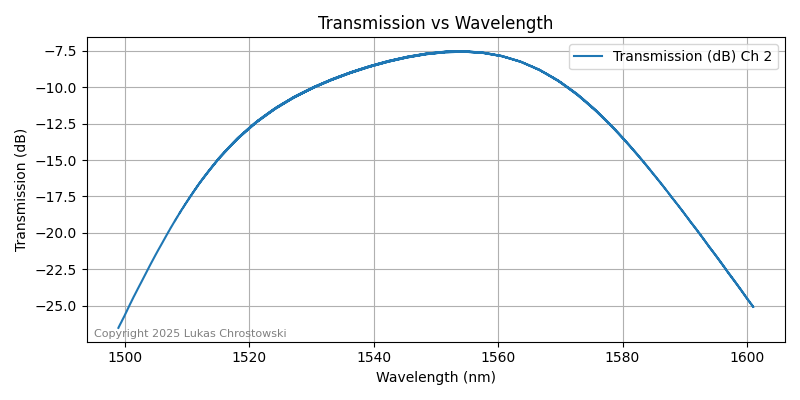 Transmission vs Wavelength
Transmission (dB) Ch 2
Transmission (dB)
−7.5
−10.0
−12.5
−15.0
−17.5
−20.0
−22.5
−25.0
Copyright 2025 Lukas Chrostowski
1500 1520 1540 1560 1580 1600
Wavelength (nm)